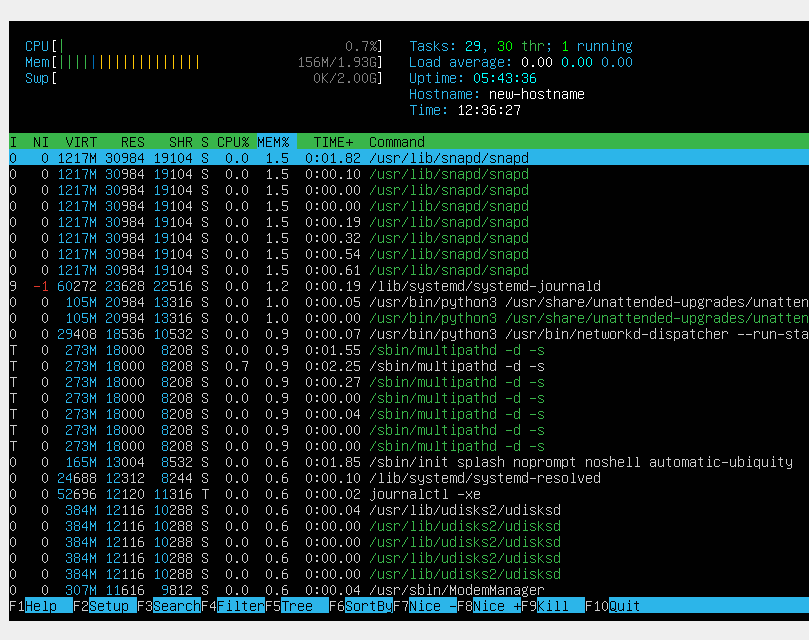 CPU[| 0.7%] Tasks: 29, 30 thr; 1 running
Mem[|||||||||||||||||| 156M/1.93G] Load average: 0.00 0.00 0.00
Swp[ 0K/2.00G] Uptime: 05:43:36
Hostname: new-hostname
Time: 12:36:27
I NI VIRT RES SHR S CPU% MEM% TIME+ Command
0 0 1217M 30984 19104 S 0.0 1.5 0:01.82 /usr/lib/snapd/snapd
0 0 1217M 30984 19104 S 0.0 1.5 0:00.10 /usr/lib/snapd/snapd
0 0 1217M 30984 19104 S 0.0 1.5 0:00.00 /usr/lib/snapd/snapd
0 0 1217M 30984 19104 S 0.0 1.5 0:00.00 /usr/lib/snapd/snapd
0 0 1217M 30984 19104 S 0.0 1.5 0:00.19 /usr/lib/snapd/snapd
0 0 1217M 30984 19104 S 0.0 1.5 0:00.32 /usr/lib/snapd/snapd
0 0 1217M 30984 19104 S 0.0 1.5 0:00.54 /usr/lib/snapd/snapd
0 0 1217M 30984 19104 S 0.0 1.5 0:00.61 /usr/lib/snapd/snapd
9 -1 60272 23628 22516 S 0.0 1.2 0:00.19 /lib/systemd/systemd-journald
0 0 105M 20984 13316 S 0.0 1.0 0:00.05 /usr/bin/python3 /usr/share/unattended-upgrades/unatten
0 0 105M 20984 13316 S 0.0 1.0 0:00.00 /usr/bin/python3 /usr/share/unattended-upgrades/unatten
0 0 29408 18536 10532 S 0.0 0.9 0:00.07 /usr/bin/python3 /usr/bin/networkd-dispatcher --run-sta
T 0 273M 18000 8208 S 0.0 0.9 0:01.55 /sbin/multipathd -d -s
T 0 273M 18000 8208 S 0.7 0.9 0:02.25 /sbin/multipathd -d -s
T 0 273M 18000 8208 S 0.0 0.9 0:00.27 /sbin/multipathd -d -s
T 0 273M 18000 8208 S 0.0 0.9 0:00.00 /sbin/multipathd -d -s
T 0 273M 18000 8208 S 0.0 0.9 0:00.04 /sbin/multipathd -d -s
T 0 273M 18000 8208 S 0.0 0.9 0:00.00 /sbin/multipathd -d -s
T 0 273M 18000 8208 S 0.0 0.9 0:00.00 /sbin/multipathd -d -s
0 0 165M 13004 8532 S 0.0 0.6 0:01.85 /sbin/init splash noprompt noshell automatic-ubiquity
0 0 24688 12312 8244 S 0.0 0.6 0:00.10 /lib/systemd/systemd-resolved
0 0 52696 12120 11316 T 0.0 0.6 0:00.02 journalctl -xe
0 0 384M 12116 10288 S 0.0 0.6 0:00.04 /usr/lib/udisks2/udisksd
0 0 384M 12116 10288 S 0.0 0.6 0:00.00 /usr/lib/udisks2/udisksd
0 0 384M 12116 10288 S 0.0 0.6 0:00.00 /usr/lib/udisks2/udisksd
0 0 384M 12116 10288 S 0.0 0.6 0:00.00 /usr/lib/udisks2/udisksd
0 0 384M 12116 10288 S 0.0 0.6 0:00.00 /usr/lib/udisks2/udisksd
0 0 307M 11616 9812 S 0.0 0.6 0:00.04 /usr/sbin/ModemManager
F1Help F2Setup F3SearchF4FilterF5Tree F6SortByF7Nice -F8Nice +F9Kill F10Quit